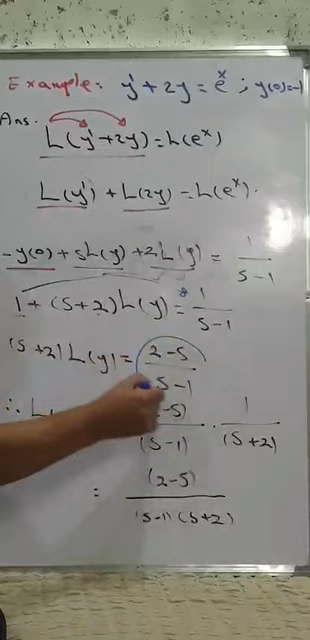 Example: y' + 2y = e^x ; y(0)=-1
Ans.
L(y'+2y) = L(e^x)
L(y') + L(2y) = L(e^x).
-y(0) + sL(y) + 2L(y) = 1/(s-1)
1 + (s+2)L(y) = 1/(s-1)
(s+2)L(y) = (2-s)/(s-1)
∴ -s)/(s-1) · 1/(s+2)
= (2-s)/((s-1)(s+2))